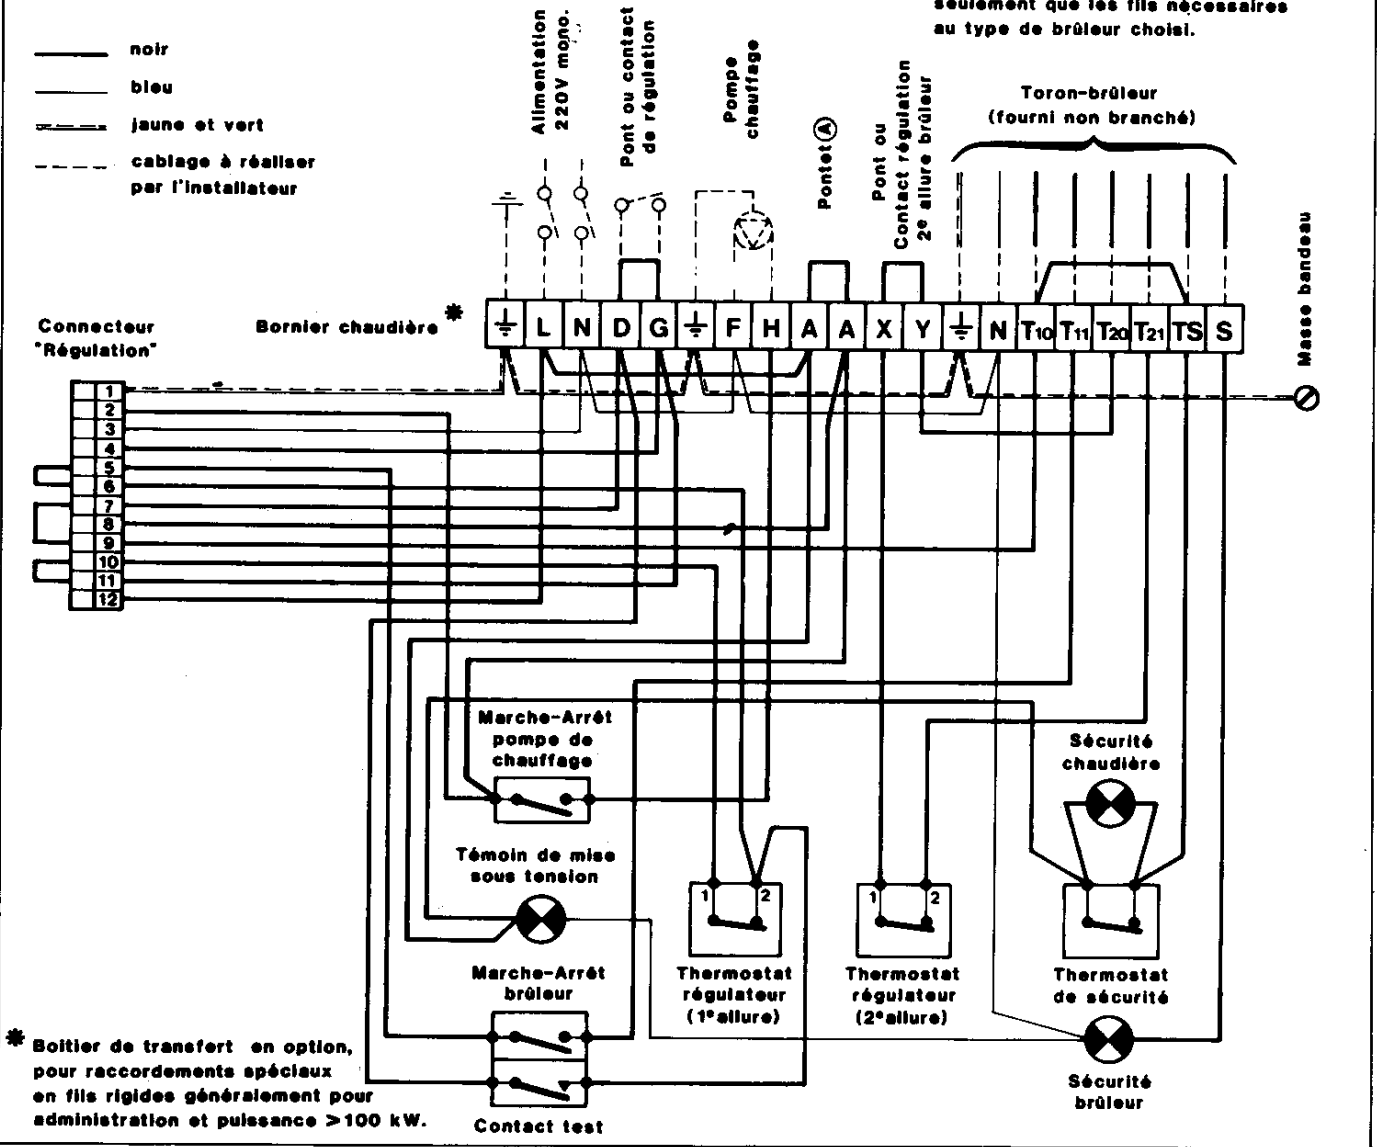 seulement que les fils nécessaires
au type de brûleur choisi.
noir
bleu
jaune et vert
cablage à réaliser
par l'installateur
Alimentation
220V mono.
Pont ou contact
de régulation
Pompe
chauffage
Pontet A
Pont ou
Contact régulation
2e allure brûleur
Toron-brûleur
(fourni non branché)
Masse bandeau
Connecteur
"Régulation"
Bornier chaudière *
L N D G F H A A X Y N T10 T11 T20 T21 TS S
1
2
3
4
5
6
7
8
9
10
11
12
Marche-Arrêt
pompe de
chauffage
Sécurité
chaudière
Témoin de mise
sous tension
1 2
1 2
Marche-Arrêt
brûleur
Thermostat
régulateur
(1e allure)
Thermostat
régulateur
(2e allure)
Thermostat
de sécurité
Sécurité
brûleur
Contact test
* Boitier de transfert en option,
pour raccordements spéciaux
en fils rigides généralement pour
administration et puissance >100 kW.